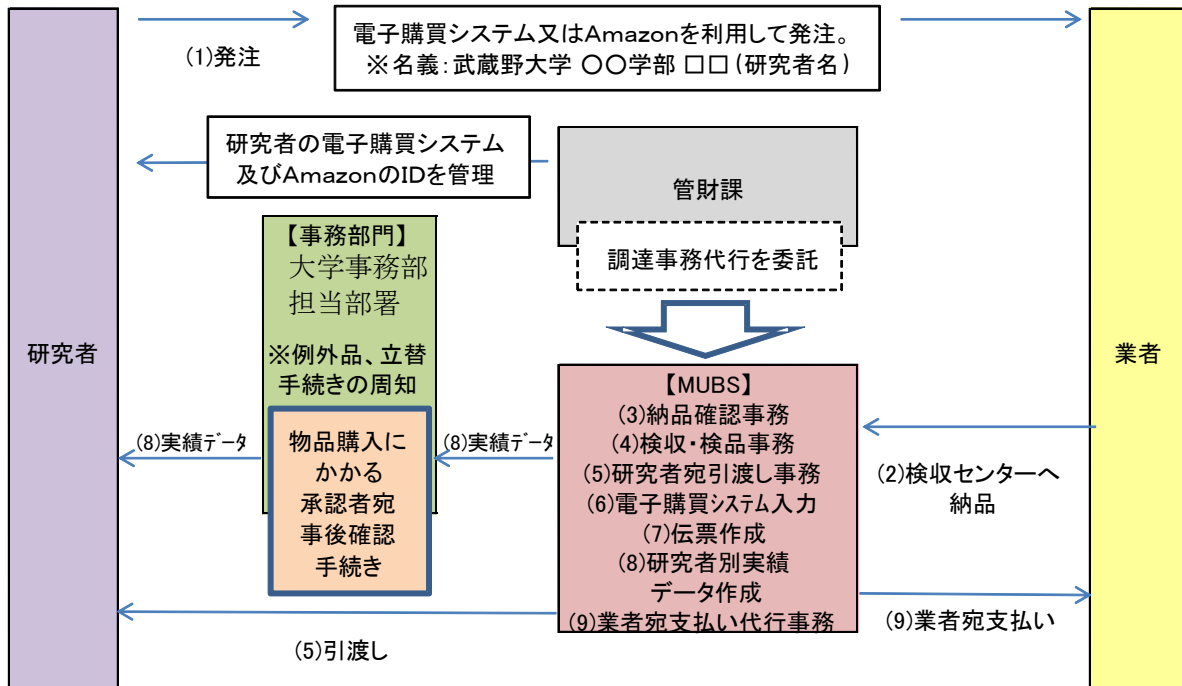 電子購買システム又はAmazonを利用して発注。
※名義：武蔵野大学 〇〇学部 □□（研究者名）
(1)発注
研究者の電子購買システム
及びAmazonのIDを管理
管財課
調達事務代行を委託
【事務部門】
大学事務部
担当部署
※例外品、立替
手続きの周知
物品購入に
かかる
承認者宛
事後確認
手続き
研究者
業者
【MUBS】
(3)納品確認事務
(4)検収・検品事務
(5)研究者宛引渡し事務
(6)電子購買システム入力
(7)伝票作成
(8)研究者別実績
データ作成
(9)業者宛支払い代行事務
(8)実績データ
(8)実績データ
(2)検収センターへ
納品
(9)業者宛支払い
(5)引渡し